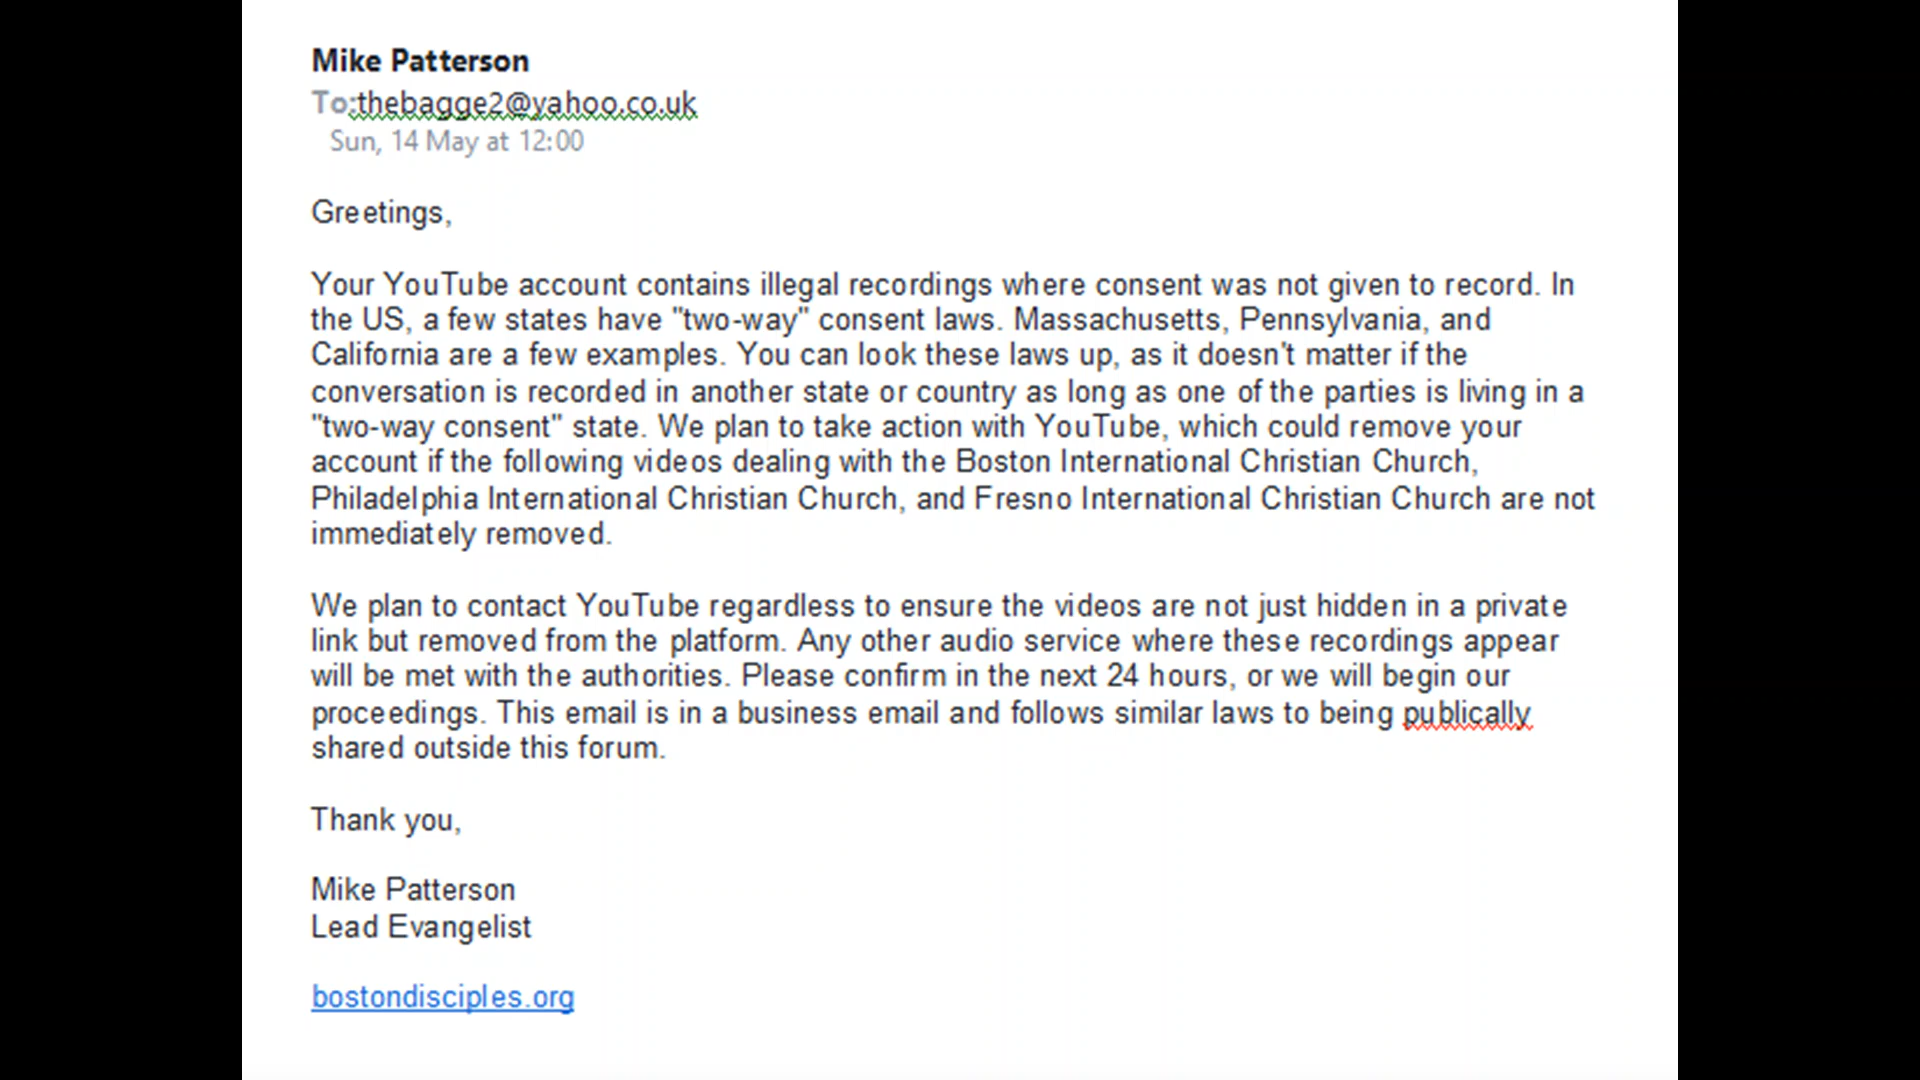 Mike Patterson
To:thebagge2@yahoo.co.uk
Sun, 14 May at 12:00
Greetings,
Your YouTube account contains illegal recordings where consent was not given to record. In
the US, a few states have "two-way" consent laws. Massachusetts, Pennsylvania, and
California are a few examples. You can look these laws up, as it doesn't matter if the
conversation is recorded in another state or country as long as one of the parties is living in a
"two-way consent" state. We plan to take action with YouTube, which could remove your
account if the following videos dealing with the Boston International Christian Church,
Philadelphia International Christian Church, and Fresno International Christian Church are not
immediately removed.
We plan to contact YouTube regardless to ensure the videos are not just hidden in a private
link but removed from the platform. Any other audio service where these recordings appear
will be met with the authorities. Please confirm in the next 24 hours, or we will begin our
proceedings. This email is in a business email and follows similar laws to being publically
shared outside this forum.
Thank you,
Mike Patterson
Lead Evangelist
bostondisciples.org